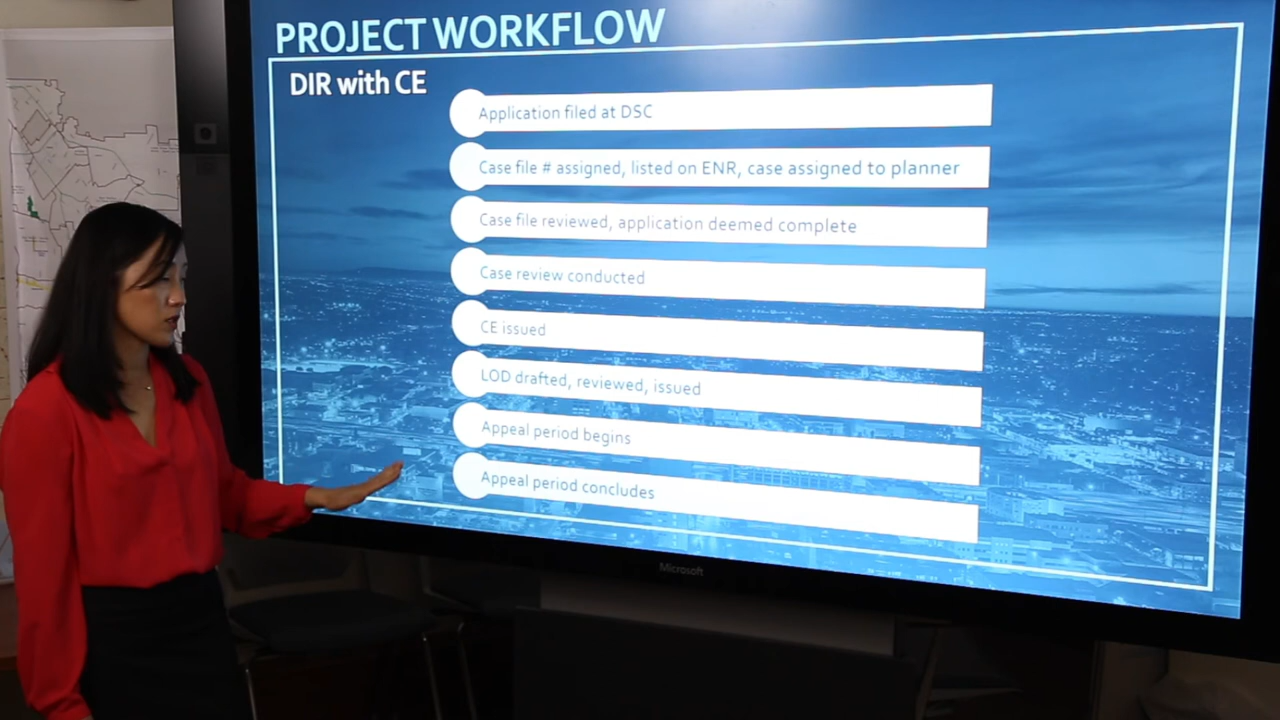 PROJECT WORKFLOW
DIR with CE
Application filed at DSC
Case file # assigned, listed on ENR, case assigned to planner
Case file reviewed, application deemed complete
Case review conducted
CE issued
LOD drafted, reviewed, issued
Appeal period begins
Appeal period concludes
Microsoft